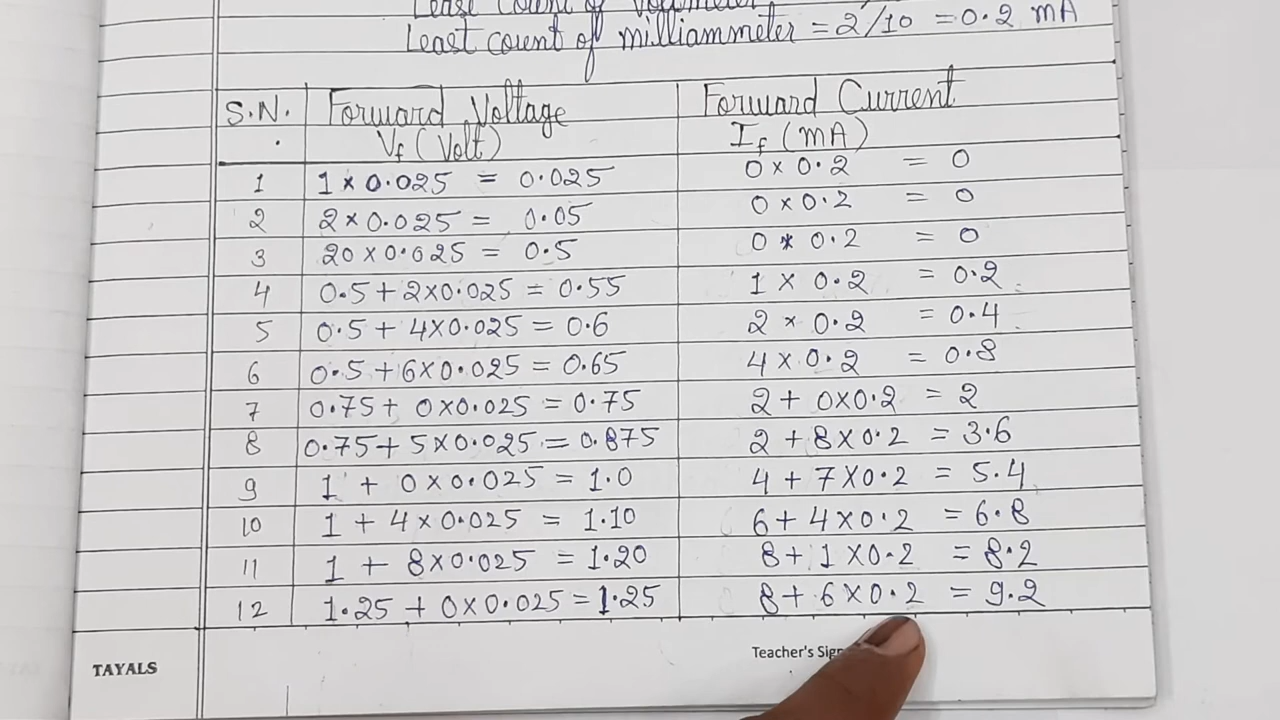 Least count of voltmeter
Least count of milliammeter = 2/10 = 0.2 mA
S.N. Forward Voltage Vf (Volt) Forward Current If (mA)
1 1 × 0.025 = 0.025 0 × 0.2 = 0
2 2 × 0.025 = 0.05 0 × 0.2 = 0
3 20 × 0.025 = 0.5 0 × 0.2 = 0
4 0.5 + 2×0.025 = 0.55 1 × 0.2 = 0.2
5 0.5 + 4×0.025 = 0.6 2 × 0.2 = 0.4
6 0.5 + 6×0.025 = 0.65 4 × 0.2 = 0.8
7 0.75 + 0×0.025 = 0.75 2 + 0×0.2 = 2
8 0.75 + 5×0.025 = 0.875 2 + 8×0.2 = 3.6
9 1 + 0×0.025 = 1.0 4 + 7×0.2 = 5.4
10 1 + 4×0.025 = 1.10 6 + 4×0.2 = 6.8
11 1 + 8×0.025 = 1.20 8 + 1×0.2 = 8.2
12 1.25 + 0×0.025 = 1.25 8 + 6×0.2 = 9.2
TAYALS Teacher's